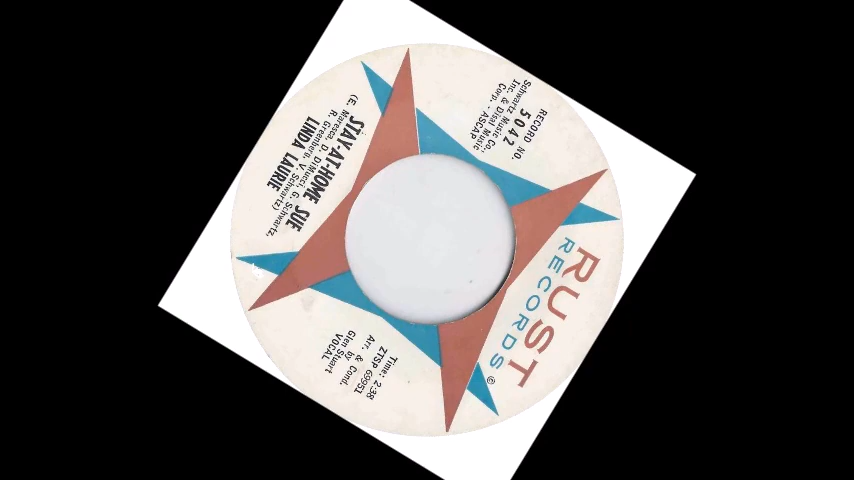 RUST
RECORDS ®
RECORD NO.
5042
Schwartz Music Co.,
Inc. & Disal Music
Corp. - ASCAP
Time: 2:38
ZTSP 69951
Arr. & Cond.
by
Glen Stuart
VOCAL
STAY-AT-HOME SUE
(E. Maresca, D. DiMucci, G. Schwartz,
R. Greenberg, V. Schwartz)
LINDA LAURIE